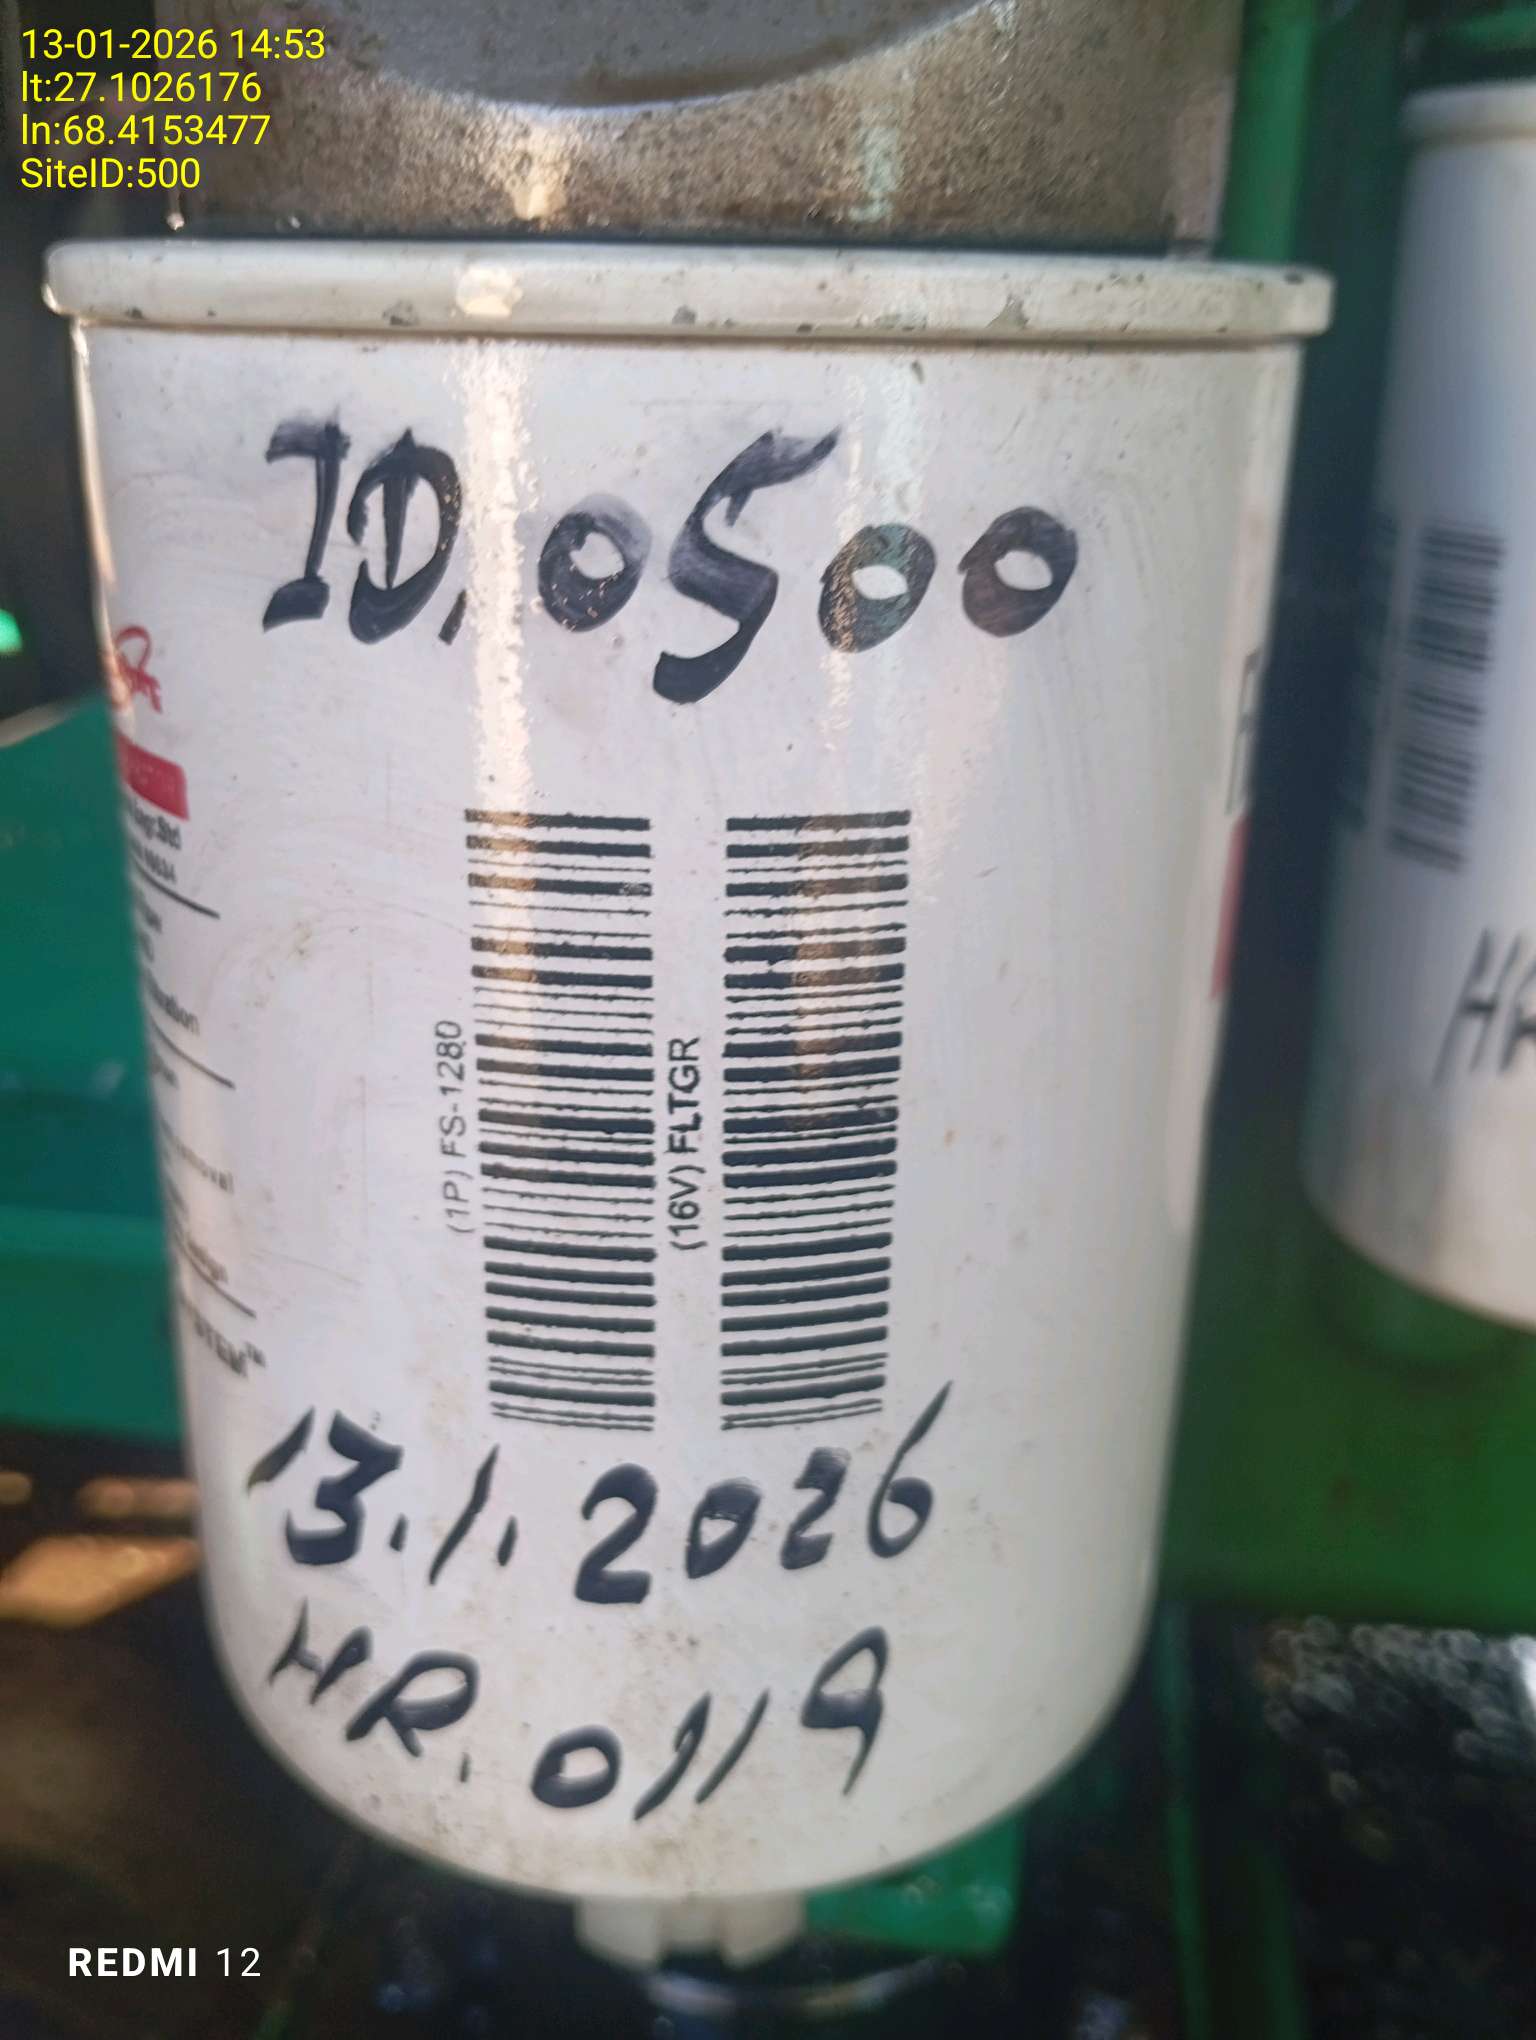 13-01-2026 14:53
lt:27.1026176
ln:68.4153477
SiteID:500
ID. 0500
(1P) FS-1280
(16V) FLTGR
13.1.2026
HR. 0119
HR
REDMI 12